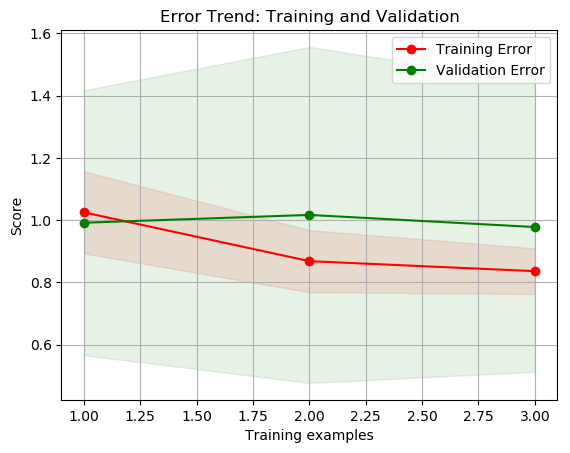 Error Trend: Training and Validation
1.6
1.4
1.2
1.0
0.8
0.6
Score
Training Error
Validation Error
1.00 1.25 1.50 1.75 2.00 2.25 2.50 2.75 3.00
Training examples